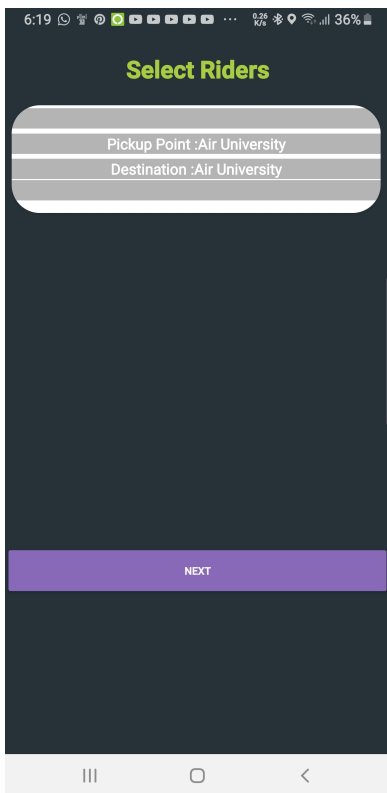 6:19 ... 0.26 K/s 36%
Select Riders
Pickup Point :Air University
Destination :Air University
NEXT